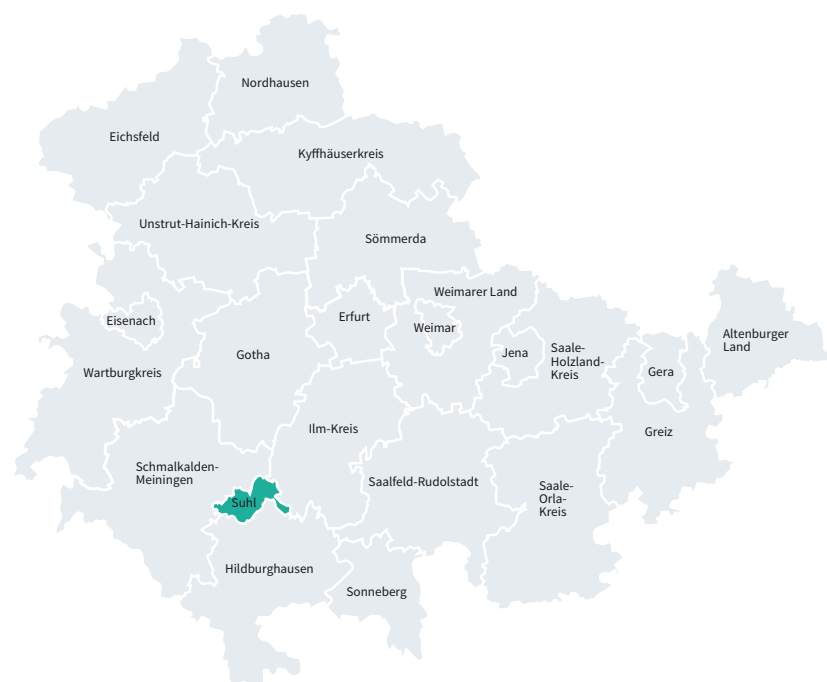 Nordhausen
Eichsfeld
Kyffhäuserkreis
Unstrut-Hainich-Kreis
Sömmerda
Weimarer Land
Eisenach
Erfurt
Weimar
Altenburger
Land
Gotha
Jena
Saale-
Holzland-
Kreis
Wartburgkreis
Gera
Ilm-Kreis
Greiz
Schmalkalden-
Meiningen
Saalfeld-Rudolstadt
Saale-
Orla-
Kreis
Suhl
Hildburghausen
Sonneberg